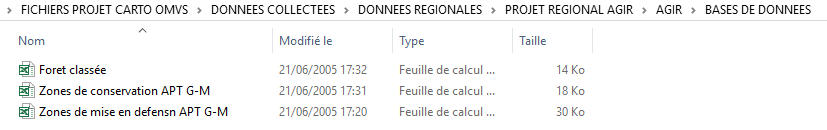 > FICHIERS PROJET CARTO OMVS > DONNEES COLLECTEES > DONNEES REGIONALES > PROJET REGIONAL AGIR > AGIR > BASES DE DONNEES
Nom Modifié le Type Taille
Foret classée 21/06/2005 17:32 Feuille de calcul ... 14 Ko
Zones de conservation APT G-M 21/06/2005 17:31 Feuille de calcul ... 18 Ko
Zones de mise en defensn APT G-M 21/06/2005 17:20 Feuille de calcul ... 30 Ko